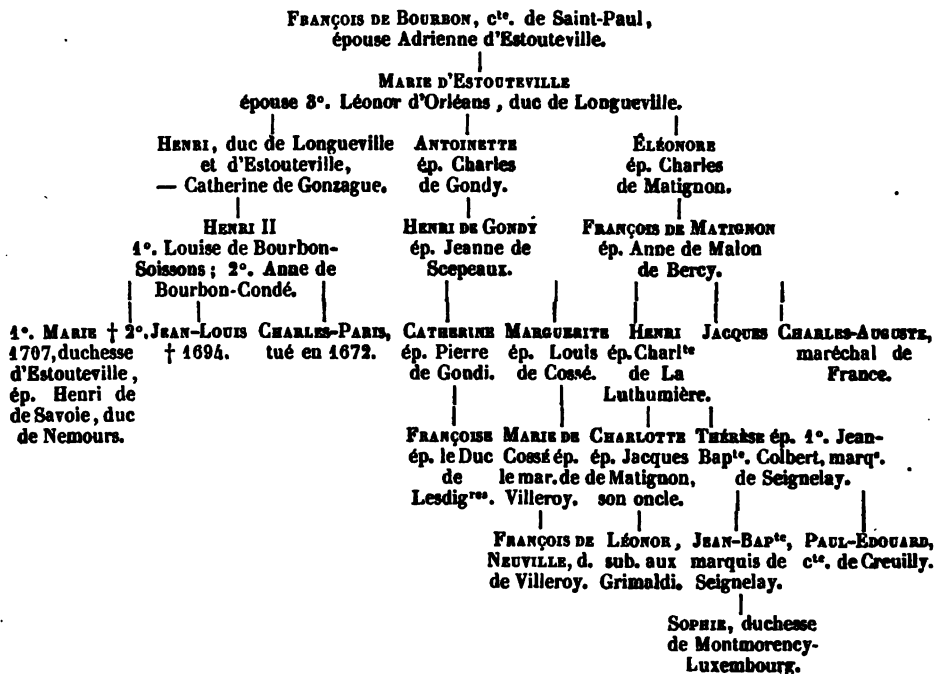 FRANÇOIS DE BOURBON, cte. de Saint-Paul,
épouse Adrienne d'Estouteville.
MARIE D'ESTOUTEVILLE
épouse 3°. Léonor d'Orléans, duc de Longueville.
HENRI, duc de Longueville
et d'Estouteville,
— Catherine de Gonzague.
ANTOINETTE
ép. Charles
de Gondy.
ÉLÉONORE
ép. Charles
de Matignon.
HENRI II
1°. Louise de Bourbon-
Soissons; 2°. Anne de
Bourbon-Condé.
HENRI DE GONDY
ép. Jeanne de
Scepeaux.
FRANÇOIS DE MATIGNON
ép. Anne de Malon
de Bercy.
1°. MARIE †
1707, duchesse
d'Estouteville,
ép. Henri de
de Savoie, duc
de Nemours.
2°. JEAN-LOUIS
† 1694.
CHARLES-PARIS,
tué en 1672.
CATHERINE
ép. Pierre
de Gondi.
MARGUERITE
ép. Louis
de Cossé.
HENRI
ép. Charlte
de La
Luthumière.
JACQUES
CHARLES-AUGUSTE,
maréchal de
France.
FRANÇOISE
ép. le Duc
de
Lesdigres.
MARIE DE
Cossé ép.
le mar. de
Villeroy.
CHARLOTTE
ép. Jacques
de Matignon,
son oncle.
THÉRÈSE ép. 1°. Jean-
Bapte. Colbert, marqs.
de Seignelay.
FRANÇOIS DE
NEUVILLE, d.
de Villeroy.
LÉONOR,
sub. aux
Grimaldi.
JEAN-BAPte,
marquis de
Seignelay.
PAUL-ÉDOUARD,
cte. de Creuilly.
SOPHIE, duchesse
de Montmorency-
Luxembourg.